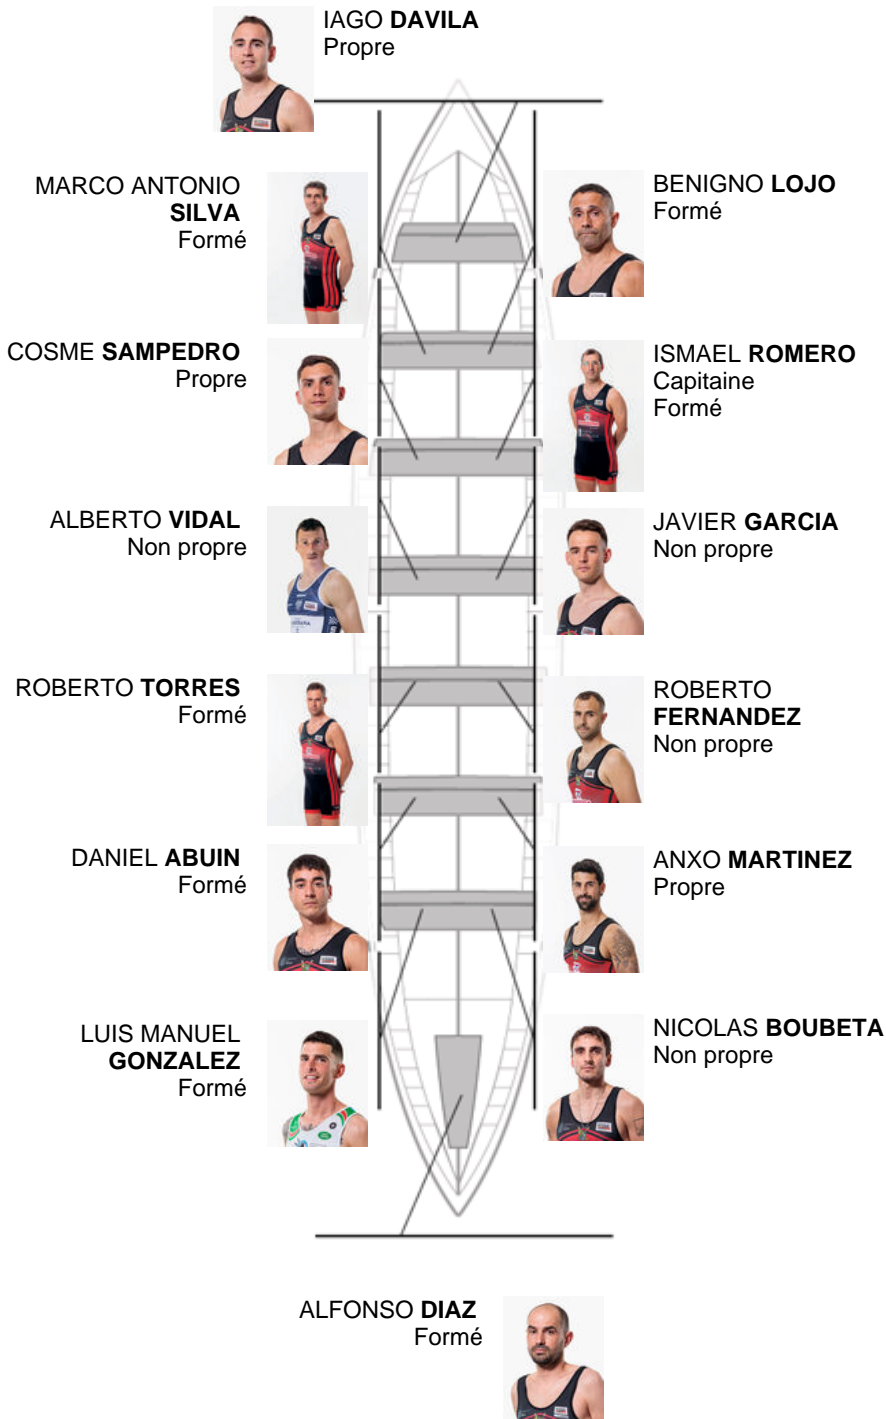 IAGO DAVILA
Propre
MARCO ANTONIO
SILVA
Formé
BENIGNO LOJO
Formé
COSME SAMPEDRO
Propre
ISMAEL ROMERO
Capitaine
Formé
ALBERTO VIDAL
Non propre
JAVIER GARCIA
Non propre
ROBERTO TORRES
Formé
ROBERTO
FERNANDEZ
Non propre
DANIEL ABUIN
Formé
ANXO MARTINEZ
Propre
LUIS MANUEL
GONZALEZ
Formé
NICOLAS BOUBETA
Non propre
ALFONSO DIAZ
Formé